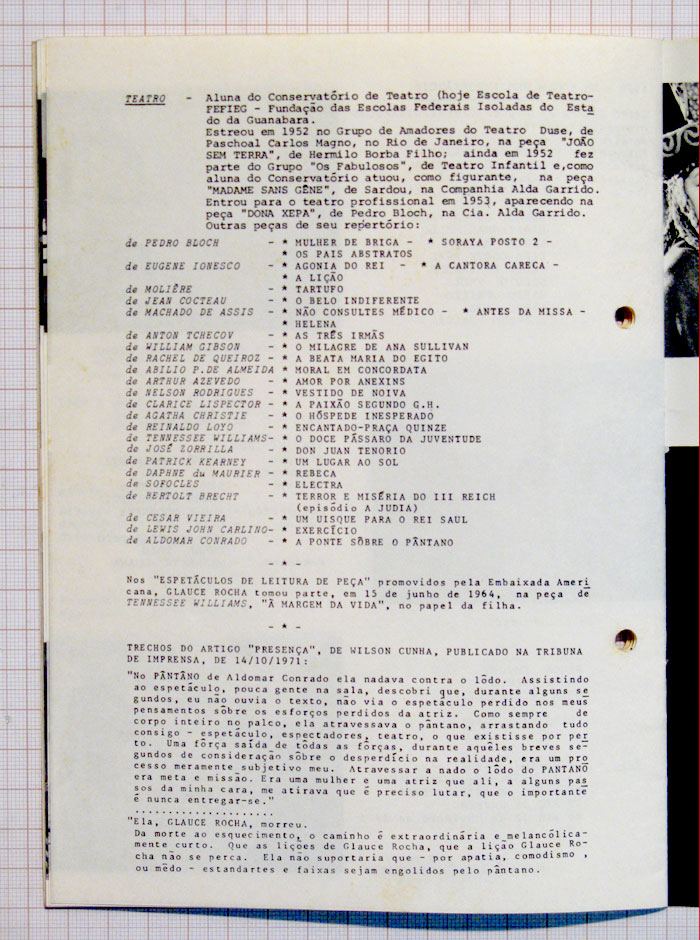 TEATRO - Aluna do Conservatório de Teatro (hoje Escola de Teatro-
FEFIEG - Fundação das Escolas Federais Isoladas do Esta
do da Guanabara.
Estreou em 1952 no Grupo de Amadores do Teatro Duse, de
Paschoal Carlos Magno, no Rio de Janeiro, na peça "JOÃO
SEM TERRA", de Hermilo Borba Filho; ainda em 1952 fez
parte do Grupo "Os Fabulosos", de Teatro Infantil e,como
aluna do Conservatório atuou, como figurante, na peça
"MADAME SANS GÊNE", de Sardou, na Companhia Alda Garrido.
Entrou para o teatro profissional em 1953, aparecendo na
peça "DONA XEPA", de Pedro Bloch, na Cia. Alda Garrido.
Outras peças de seu repertório:
de PEDRO BLOCH - * MULHER DE BRIGA - * SORAYA POSTO 2 -
* OS PAIS ABSTRATOS
de EUGENE IONESCO - * AGONIA DO REI - * A CANTORA CARECA -
* A LIÇÃO
de MOLIÈRE - * TARTUFO
de JEAN COCTEAU - * O BELO INDIFERENTE
de MACHADO DE ASSIS - * NÃO CONSULTES MÉDICO - * ANTES DA MISSA -
* HELENA
de ANTON TCHECOV - * AS TRÊS IRMÃS
de WILLIAM GIBSON - * O MILAGRE DE ANA SULLIVAN
de RACHEL DE QUEIROZ - * A BEATA MARIA DO EGITO
de ABILIO P.DE ALMEIDA * MORAL EM CONCORDATA
de ARTHUR AZEVEDO - * AMOR POR ANEXINS
de NELSON RODRIGUES - * VESTIDO DE NOIVA
de CLARICE LISPECTOR - * A PAIXÃO SEGUNDO G.H.
de AGATHA CHRISTIE - * O HÓSPEDE INESPERADO
de REINALDO LOYO - * ENCANTADO-PRAÇA QUINZE
de TENNESSEE WILLIAMS- * O DOCE PÁSSARO DA JUVENTUDE
de JOSÉ ZORRILLA - * DON JUAN TENORIO
de PATRICK KEARNEY - * UM LUGAR AO SOL
de DAPHNE du MAURIER - * REBECA
de SOFOCLES - * ELECTRA
de BERTOLT BRECHT - * TERROR E MISÉRIA DO III REICH
(episódio A JUDIA)
de CESAR VIEIRA - * UM UISQUE PARA O REI SAUL
de LEWIS JOHN CARLINO- * EXERCÍCIO
de ALDOMAR CONRADO - * A PONTE SÔBRE O PÂNTANO
- * -
Nos "ESPETÁCULOS DE LEITURA DE PEÇA" promovidos pela Embaixada Ameri
cana, GLAUCE ROCHA tomou parte, em 15 de junho de 1964, na peça de
TENNESSEE WILLIAMS, "À MARGEM DA VIDA", no papel da filha.
- * -
TRECHOS DO ARTIGO "PRESENÇA", DE WILSON CUNHA, PUBLICADO NA TRIBUNA
DE IMPRENSA, DE 14/10/1971:
"No PÂNTÂNO de Aldomar Conrado ela nadava contra o lôdo. Assistindo
ao espetáculo, pouca gente na sala, descobri que, durante alguns se
gundos, eu não ouvia o texto, não via o espetáculo perdido nos meus
pensamentos sôbre os esforços perdidos da atriz. Como sempre de
corpo inteiro no palco, ela atravessava o pântano, arrastando tudo
consigo - espetáculo, espectadores, teatro, o que existisse por per
to. Uma fôrça saída de tôdas as fôrças, durante aquêles breves se-
gundos de consideração sôbre o desperdício na realidade, era um pro
cesso meramente subjetivo meu. Atravessar a nado o lôdo do PANTANO
era meta e missão. Era uma mulher e uma atriz que ali, a alguns pas
sos da minha cara, me atirava que é preciso lutar, que o importante
é nunca entregar-se."
.....................
"Ela, GLAUCE ROCHA, morreu.
Da morte ao esquecimento, o caminho é extraordinária e melancòlica-
mente curto. Que as lições de Glauce Rocha, que a lição Glauce Ro-
cha não se perca. Ela não suportaria que - por apatia, comodismo ,
ou mêdo - estandartes e faixas sejam engolidos pelo pântano.